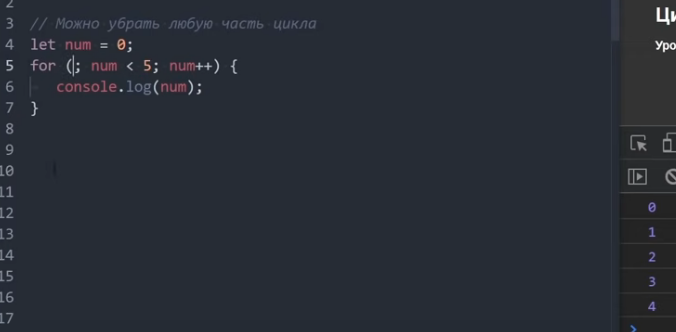 2
3 // Можно убрать любую часть цикла
4 let num = 0;
5 for (; num < 5; num++) {
6 console.log(num);
7 }
8
9
10
11
12
13
14
15
16
17
Ци
Уро
0
1
2
3
4